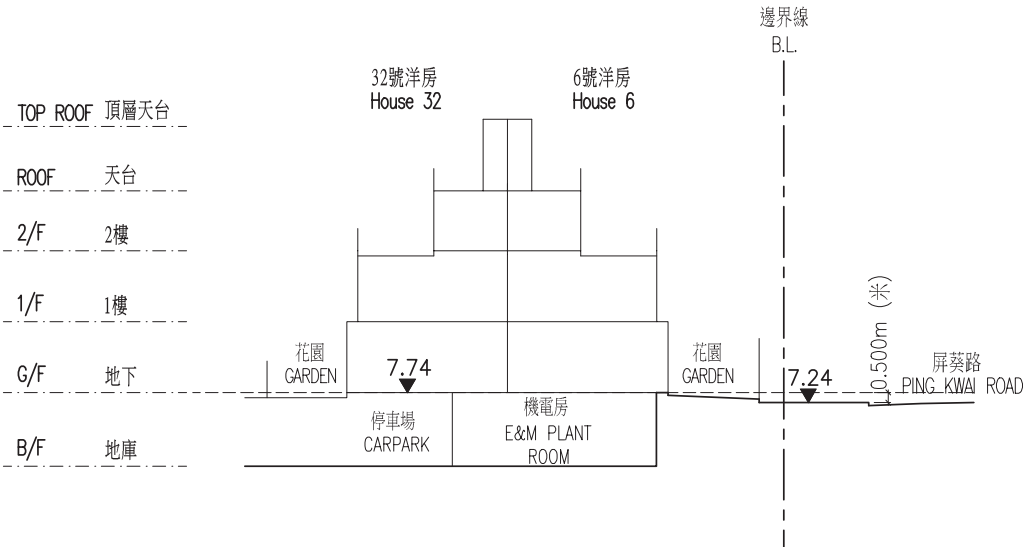 邊界線
B.L.
32號洋房
House 32
6號洋房
House 6
TOP ROOF 頂層天台
ROOF 天台
2/F 2樓
1/F 1樓
G/F 地下
B/F 地庫
花園
GARDEN
7.74
花園
GARDEN
7.24
0.500m (米)
屏葵路
PING KWAI ROAD
停車場
CARPARK
機電房
E&M PLANT
ROOM